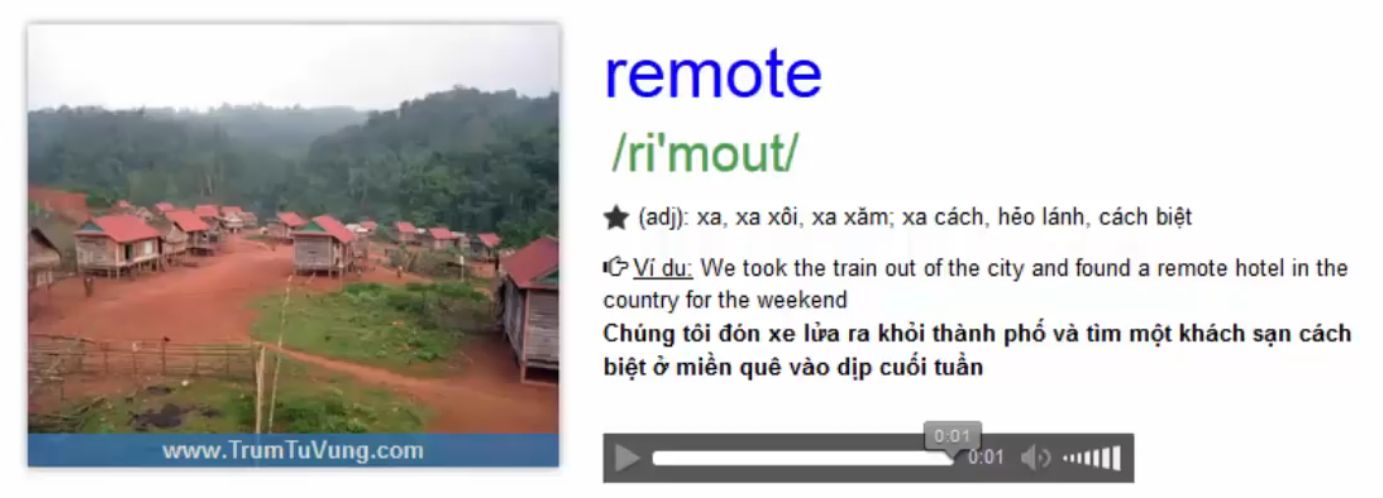 remote
/ri'mout/
(adj): xa, xa xôi, xa xăm; xa cách, hẻo lánh, cách biệt
Ví du: We took the train out of the city and found a remote hotel in the
country for the weekend
Chúng tôi đón xe lửa ra khỏi thành phố và tìm một khách sạn cách
biệt ở miền quê vào dịp cuối tuần
www.TrumTuVung.com
0:01
0:01